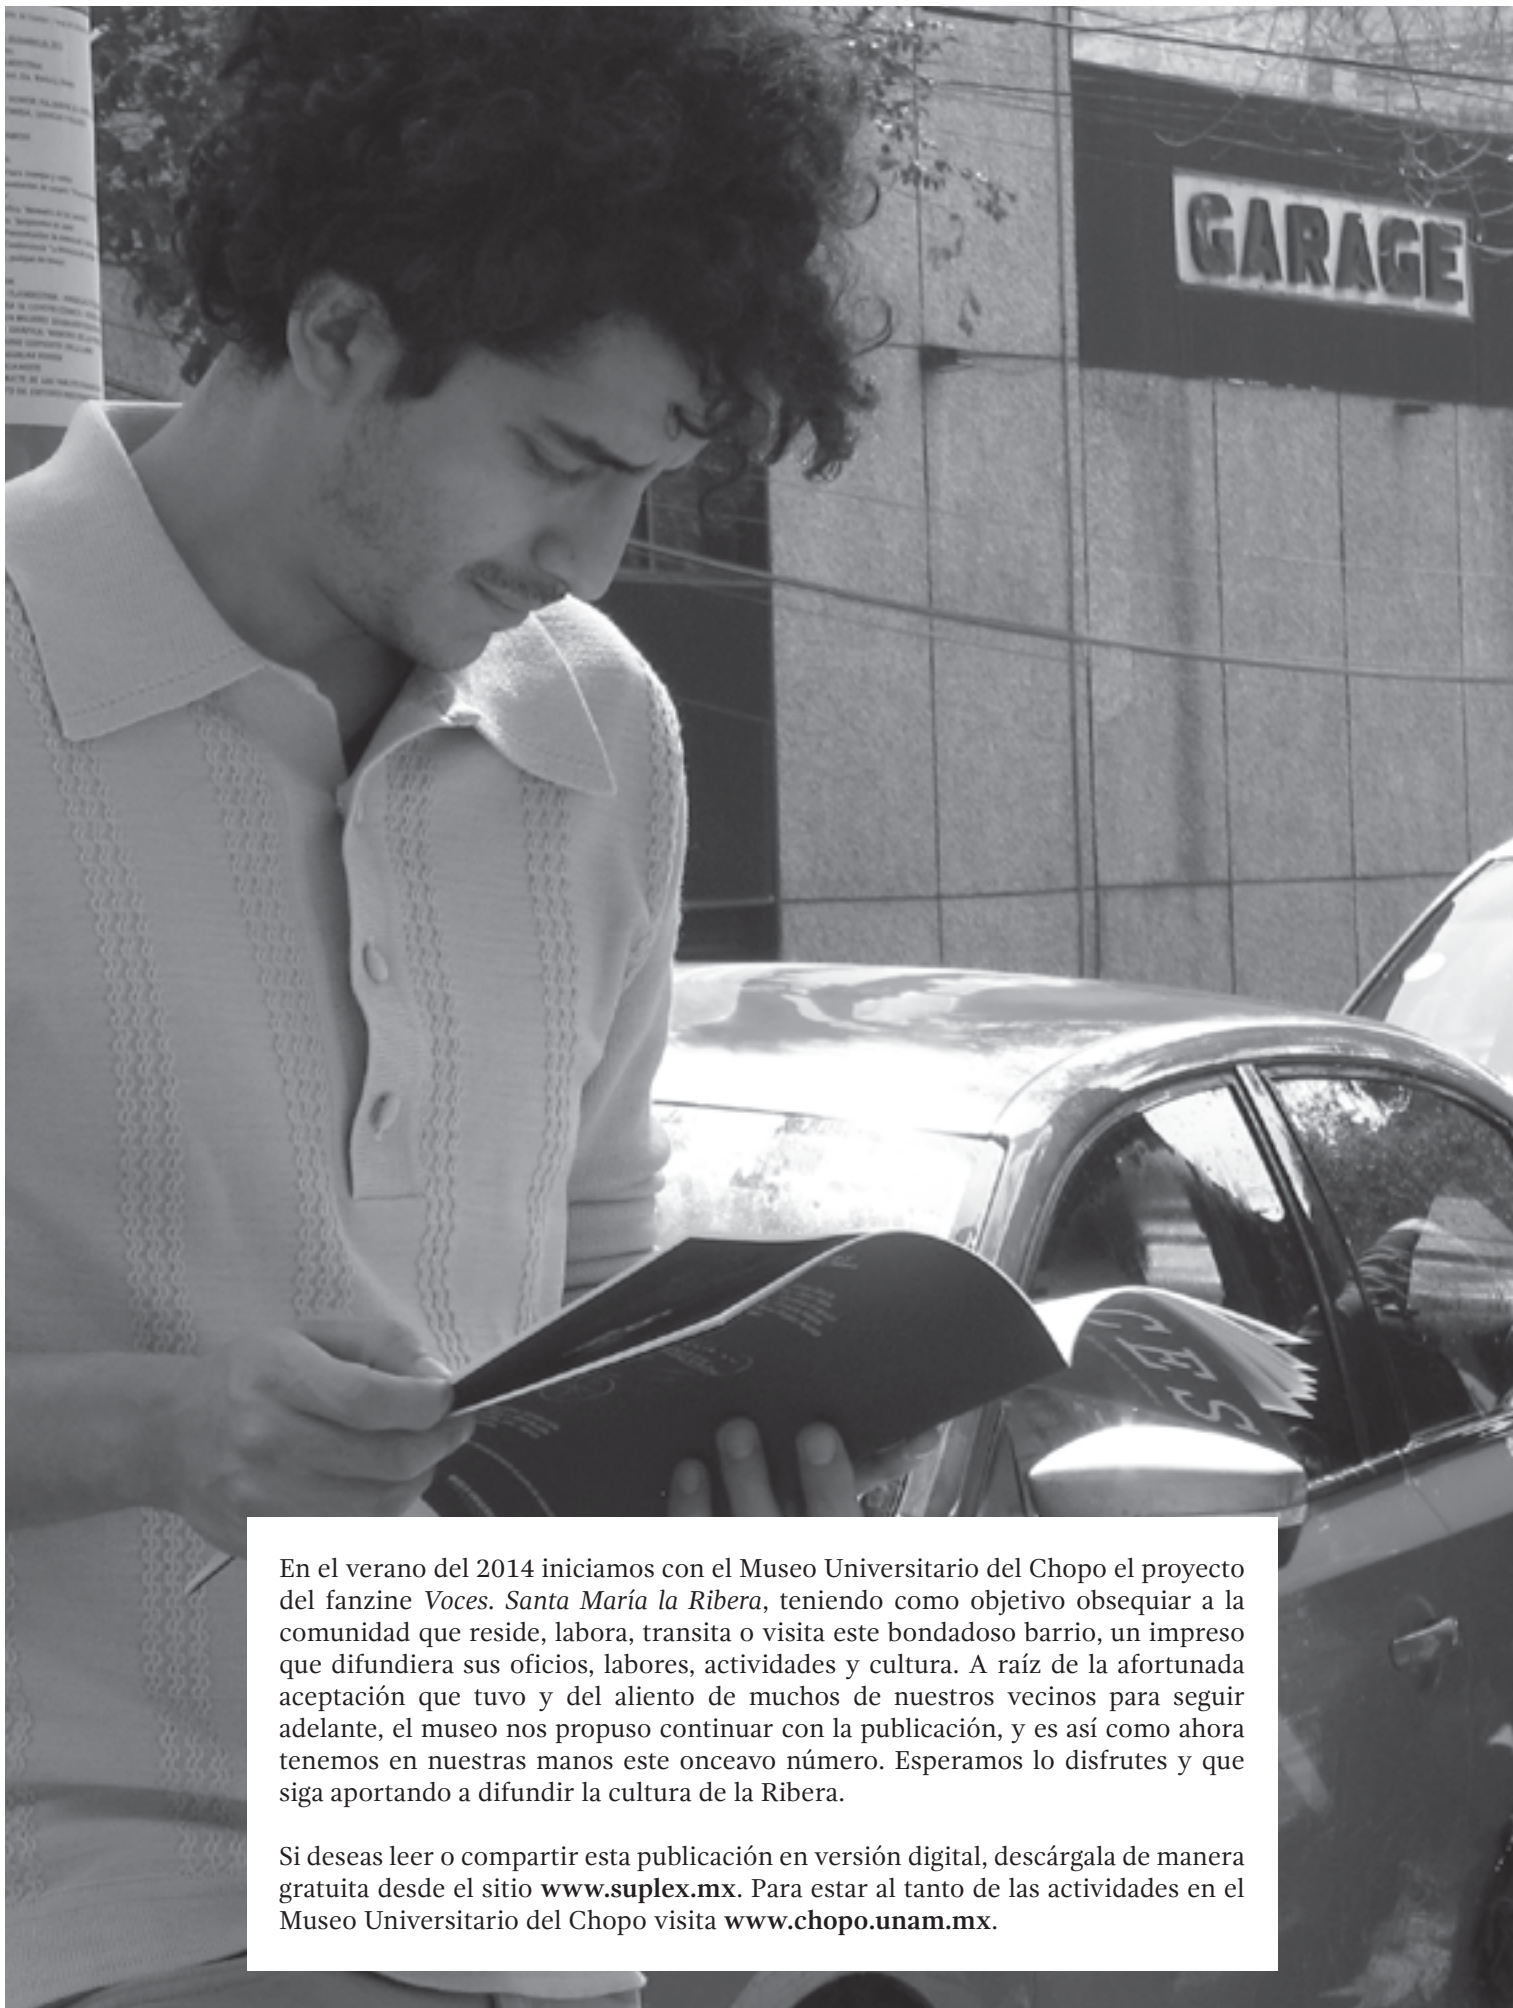 GARAGE
CES
En el verano del 2014 iniciamos con el Museo Universitario del Chopo el proyecto
del fanzine Voces. Santa María la Ribera, teniendo como objetivo obsequiar a la
comunidad que reside, labora, transita o visita este bondadoso barrio, un impreso
que difundiera sus oficios, labores, actividades y cultura. A raíz de la afortunada
aceptación que tuvo y del aliento de muchos de nuestros vecinos para seguir
adelante, el museo nos propuso continuar con la publicación, y es así como ahora
tenemos en nuestras manos este onceavo número. Esperamos lo disfrutes y que
siga aportando a difundir la cultura de la Ribera.
Si deseas leer o compartir esta publicación en versión digital, descárgala de manera
gratuita desde el sitio www.suplex.mx. Para estar al tanto de las actividades en el
Museo Universitario del Chopo visita www.chopo.unam.mx.